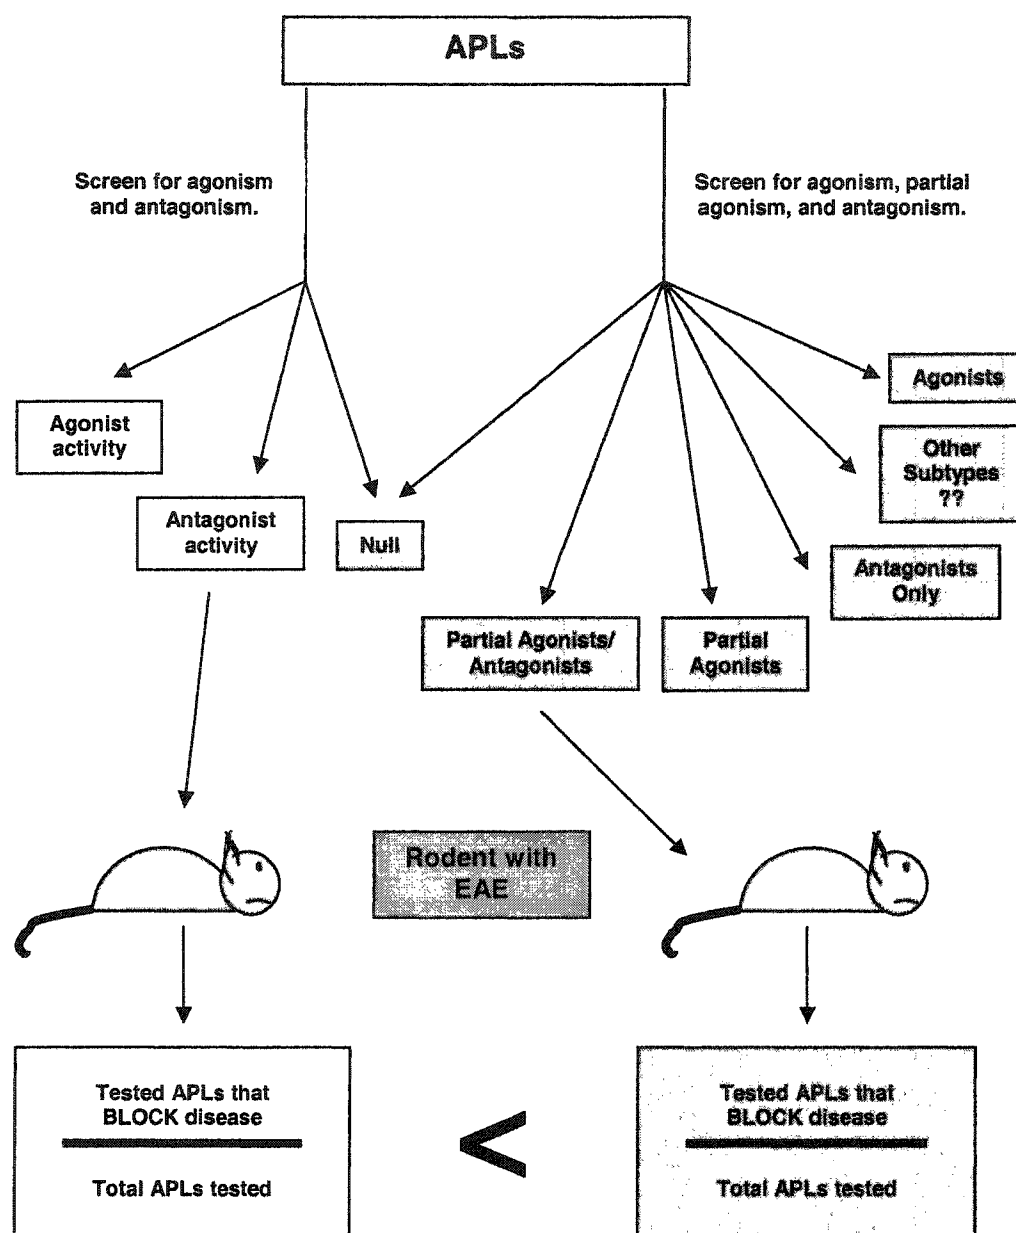 APLs
Screen for agonism
and antagonism.
Screen for agonism, partial
agonism, and antagonism.
Agonists
Agonist
activity
Other
Subtypes
??
Antagonist
activity
Null
Antagonists
Only
Partial Agonists/
Antagonists
Partial
Agonists
Rodent with
EAE
Tested APLs that
BLOCK disease
Total APLs tested
<
Tested APLs that
BLOCK disease
Total APLs tested